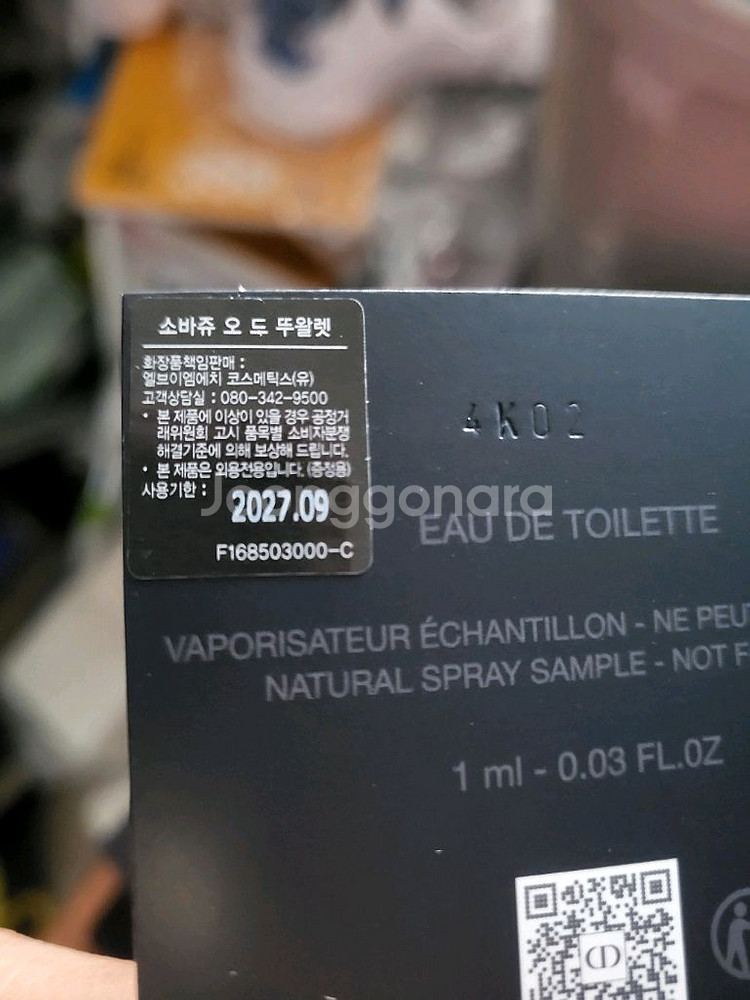 소바쥬 오 드 뚜왈렛
화장품책임판매 :
엘브이엠에치 코스메틱스(유)
고객상담실 : 080-342-9500
• 본 제품에 이상이 있을 경우 공정거
래위원회 고시 품목별 소비자분쟁
해결기준에 의해 보상해 드립니다.
• 본 제품은 외용전용입니다. (증정용)
사용기한 :
2027.09
F168503000-C
4K02
Joonggonara
EAU DE TOILETTE
VAPORISATEUR ÉCHANTILLON - NE PEU
NATURAL SPRAY SAMPLE - NOT F
1 ml - 0.03 FL.OZ
CD